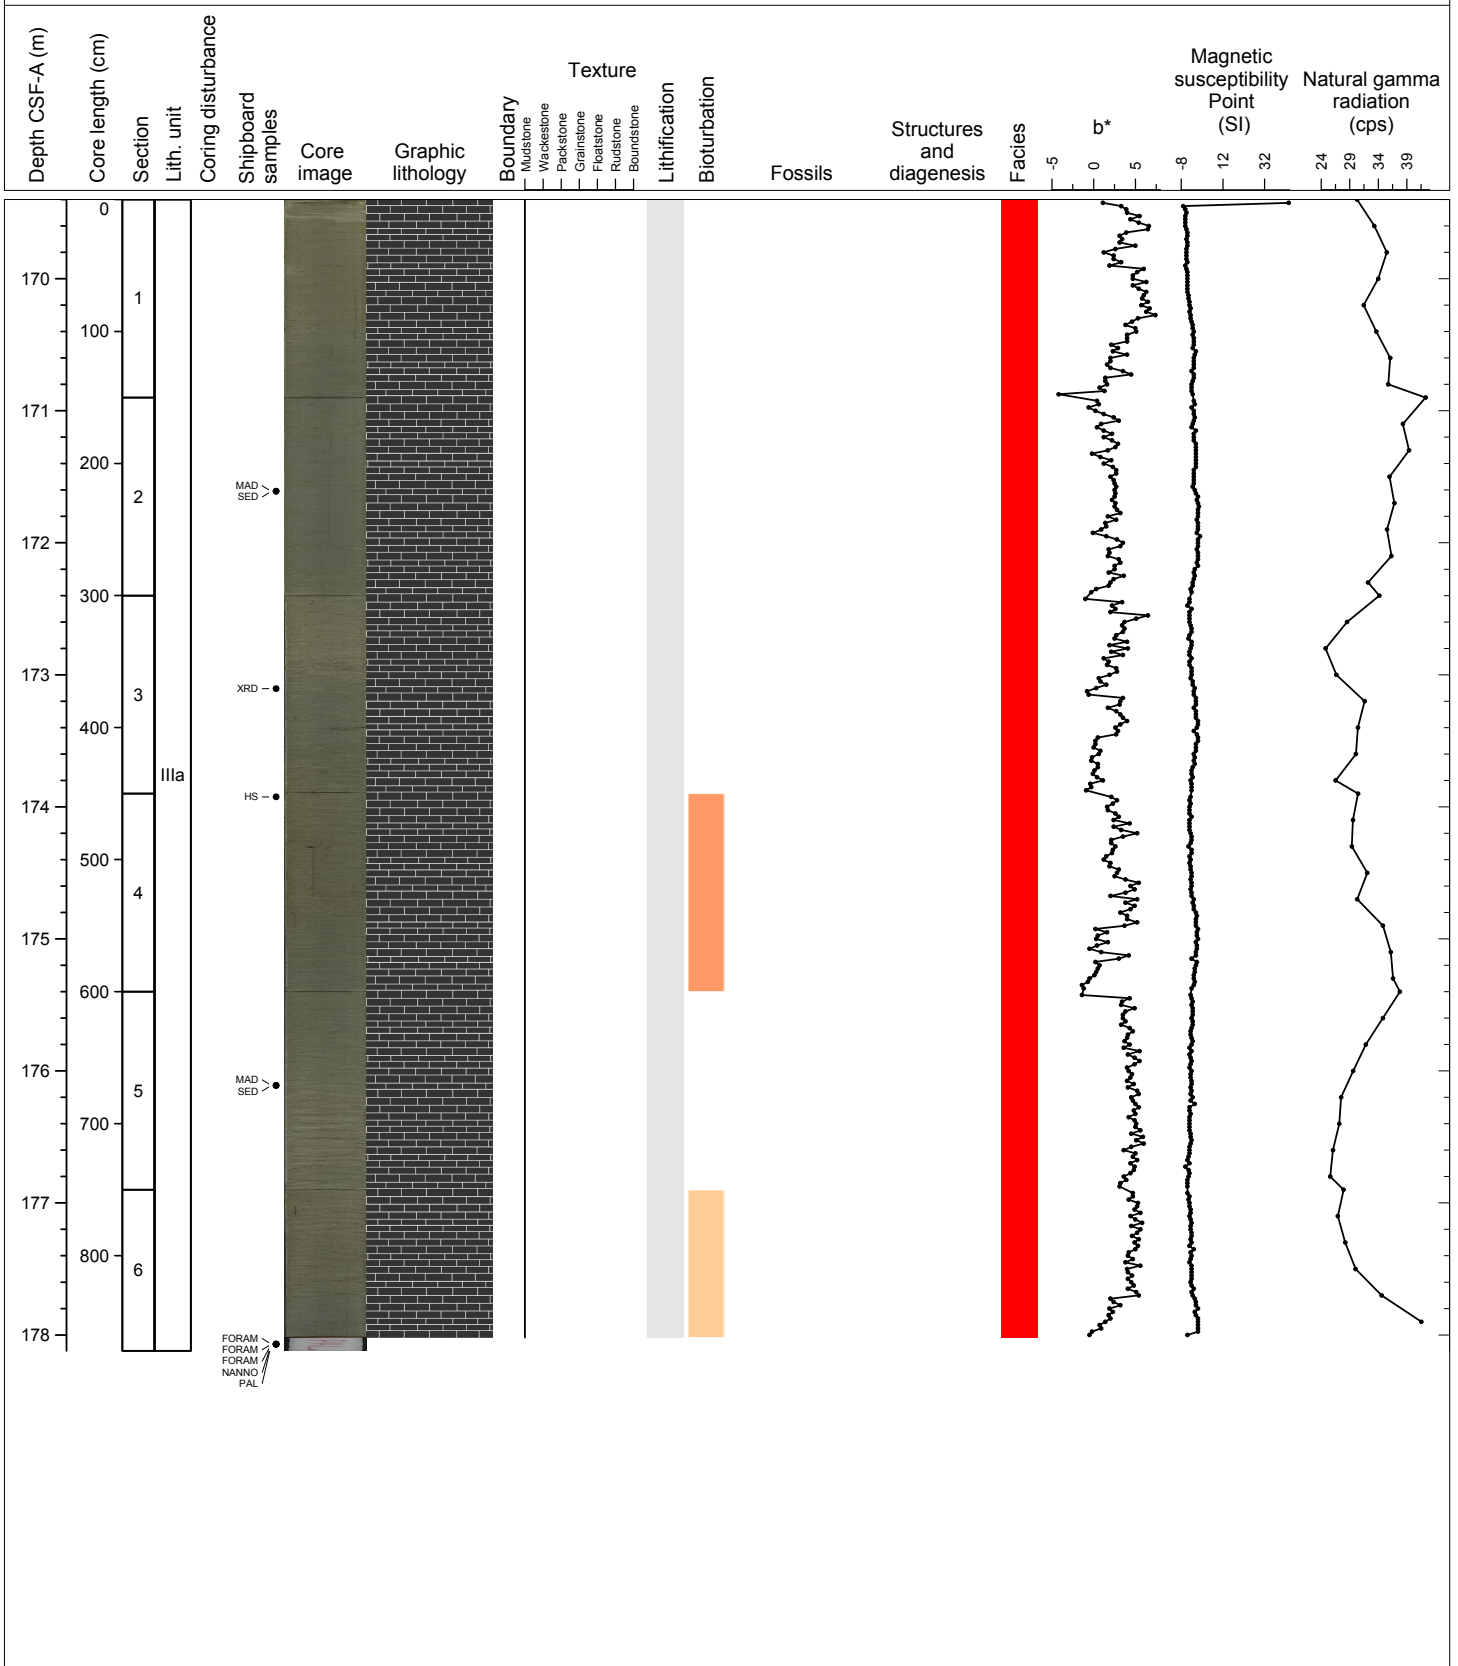 Depth CSF-A (m)
Core length (cm)
Section
Lith. unit
Coring disturbance
Shipboard
samples
Core
image
Graphic
lithology
Boundary
Texture
Mudstone
Wackestone
Packstone
Grainstone
Floatstone
Rudstone
Boundstone
Lithification
Bioturbation
Fossils
Structures
and
diagenesis
Facies
b*
-5 0 5
Magnetic
susceptibility
Point
(SI)
-8 12 32
Natural gamma
radiation
(cps)
24 29 34 39
0
170
1
100
171
200
MAD
SED
2
172
300
173
XRD
3
400
IIIa
HS
174
500
4
175
600
176
MAD
SED
5
700
177
800
6
178
FORAM
FORAM
FORAM
NANNO
PAL